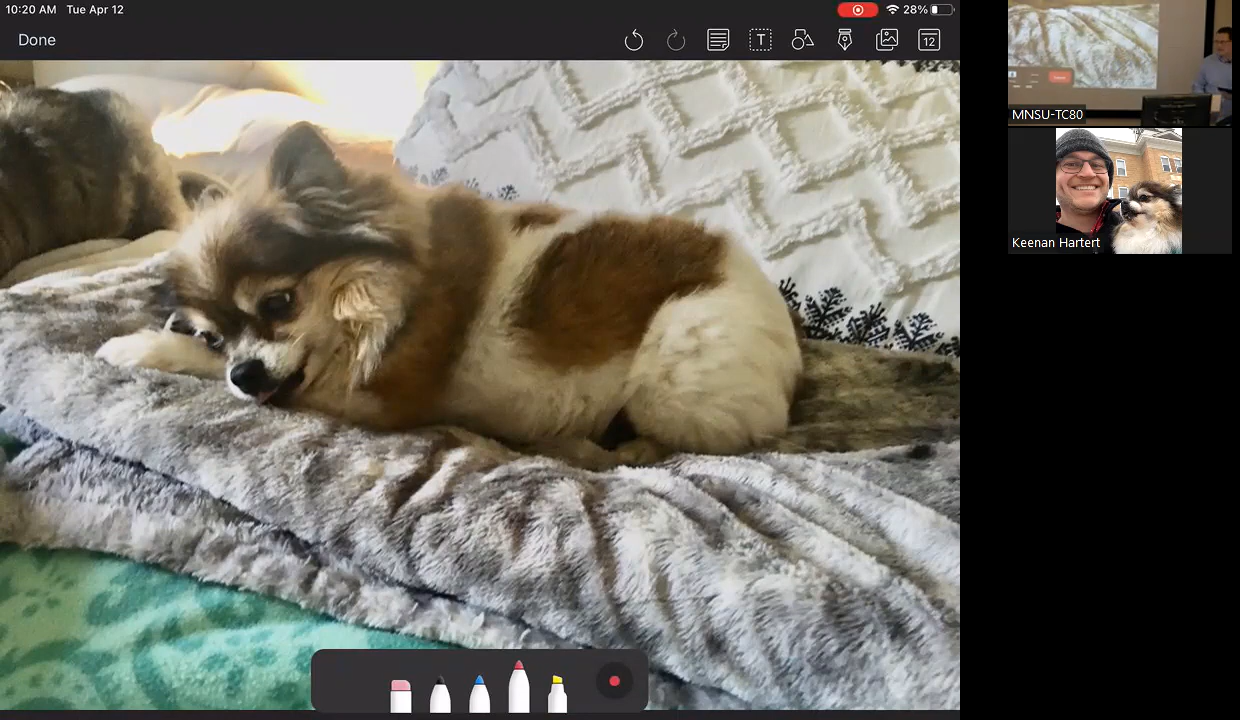 10:20 AM Tue Apr 12
28%
Done
T
12
MNSU-TC80
Keenan Hartert